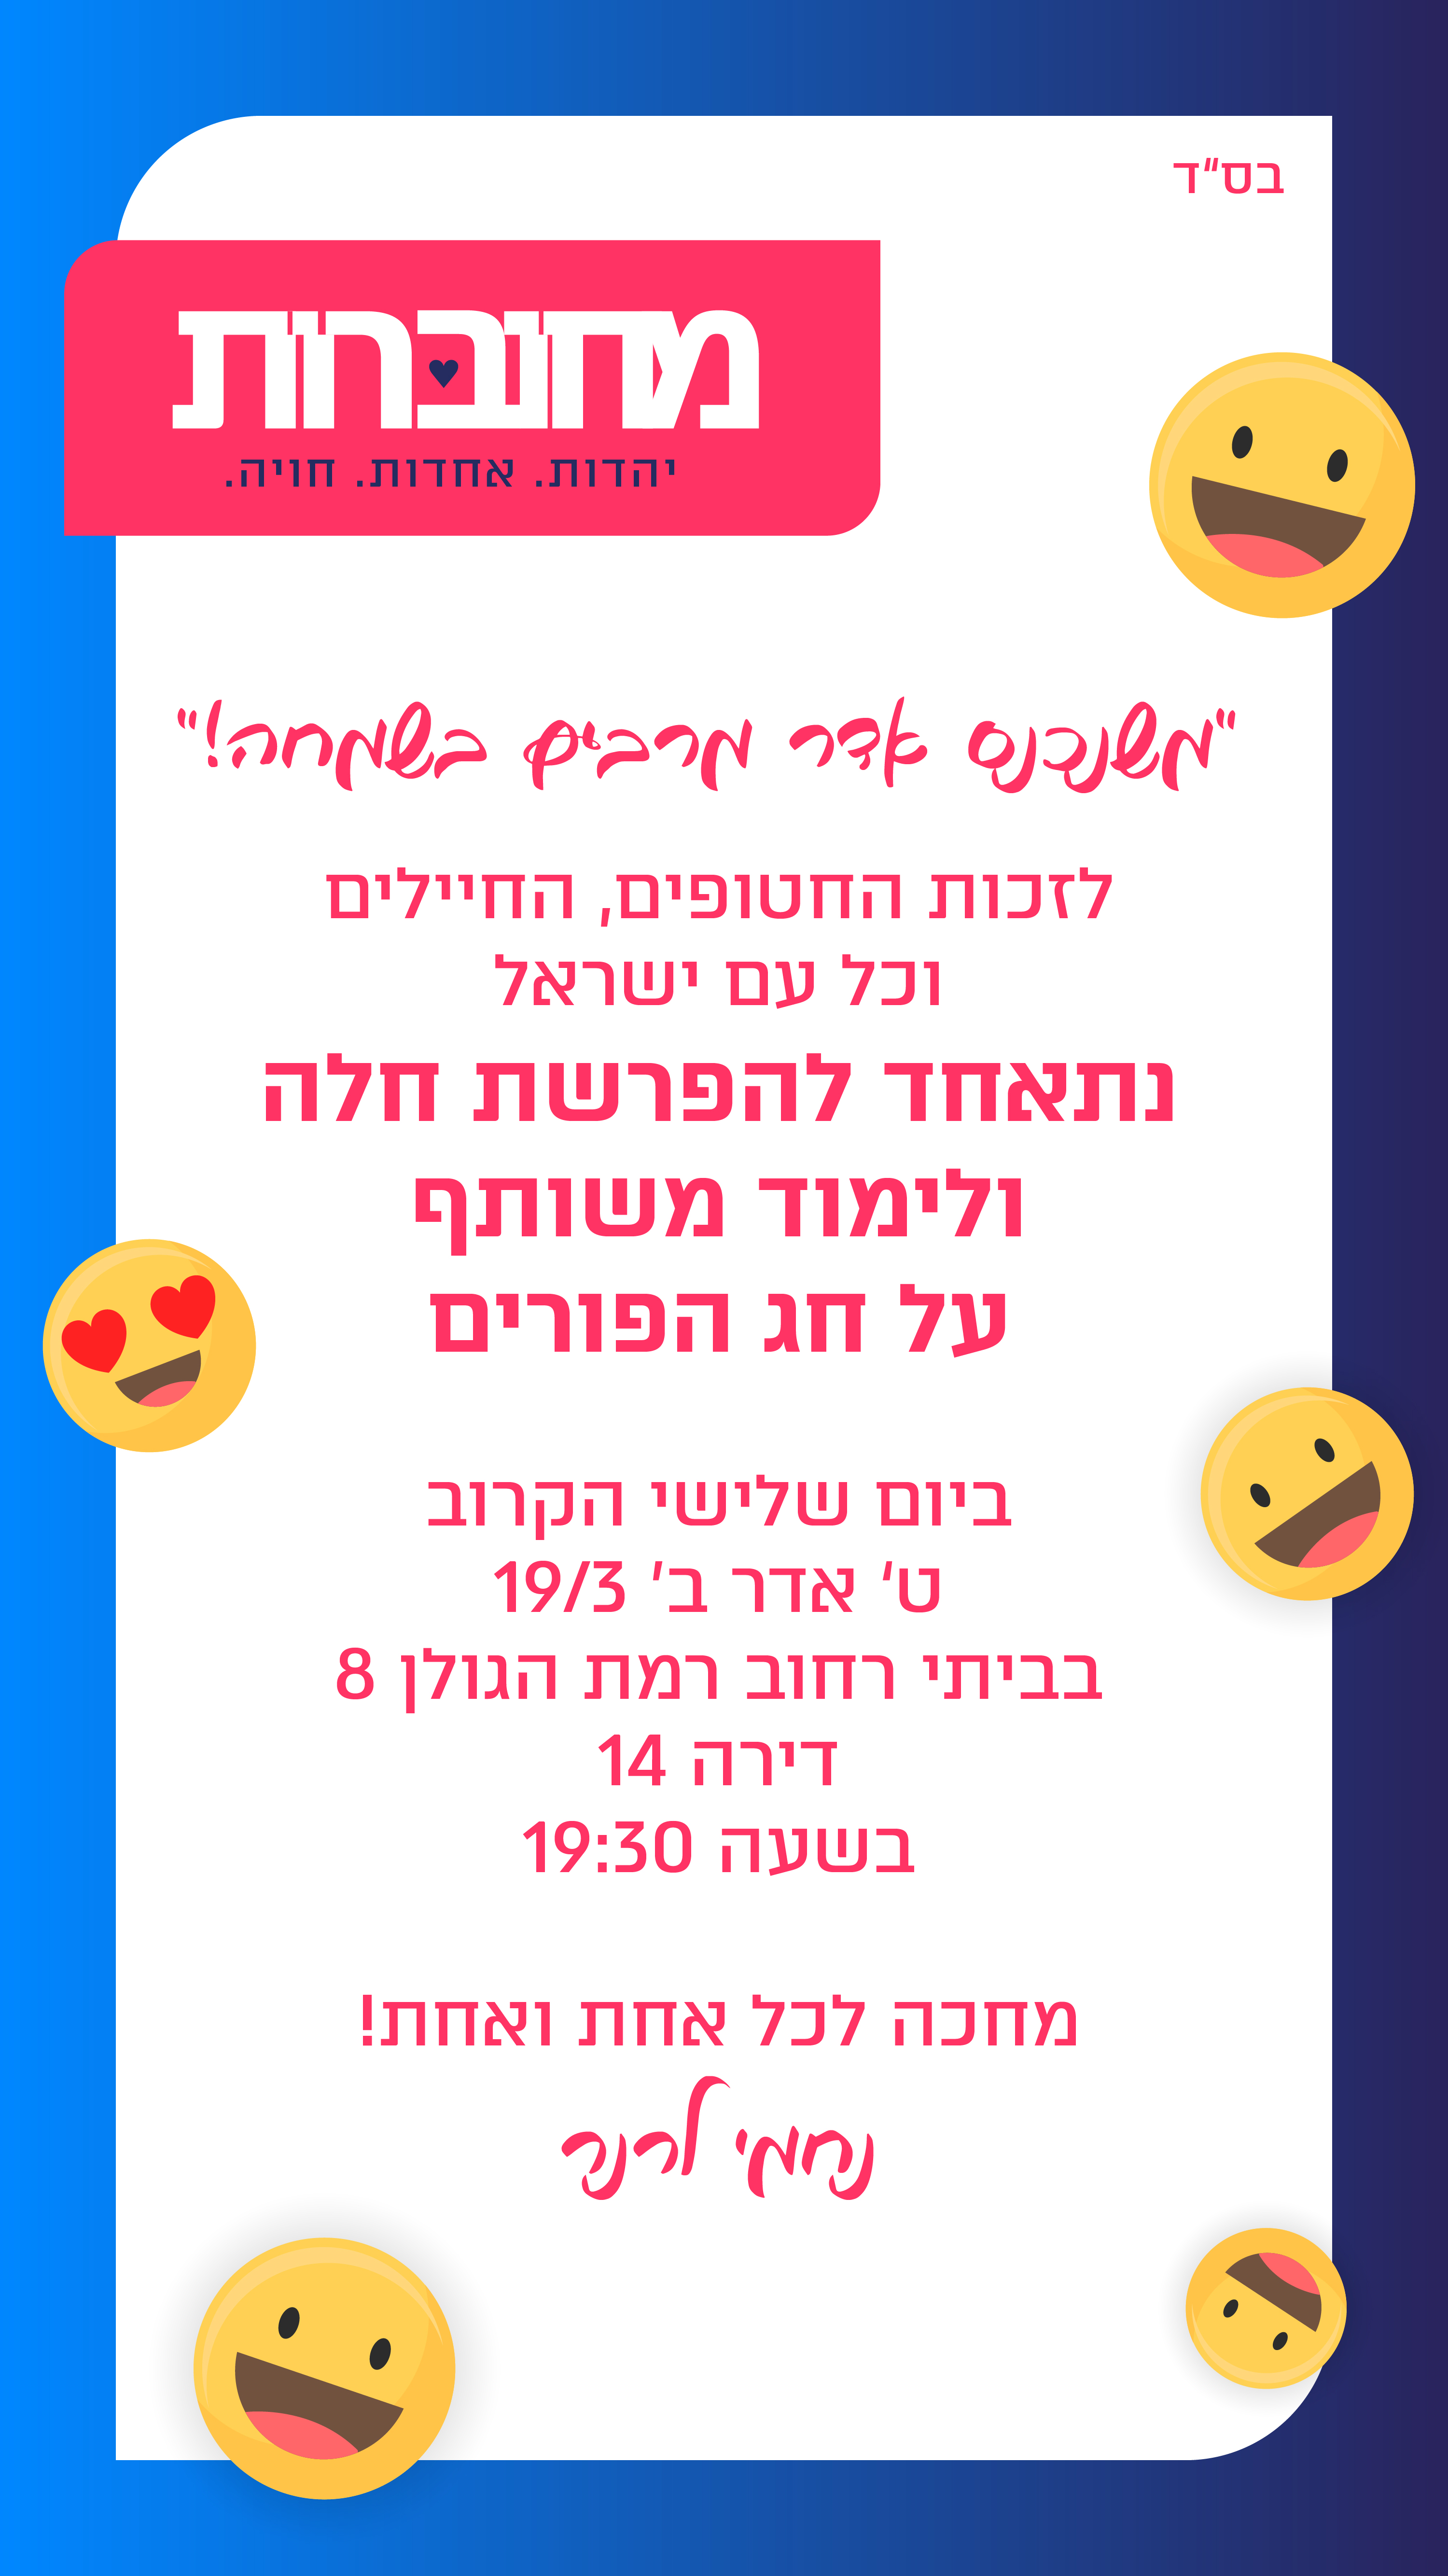 בס"ד
מחוברות
יהדות. אחדות. חויה.
"משנכנס אדר מרבים בשמחה!"
לזכות החטופים, החיילים
וכל עם ישראל
נתאחד להפרשת חלה
ולימוד משותף
על חג הפורים
ביום שלישי הקרוב
ט' אדר ב' 19/3
בביתי רחוב רמת הגולן 8
דירה 14
בשעה 19:30
מחכה לכל אחת ואחת!
נחמי לרנר